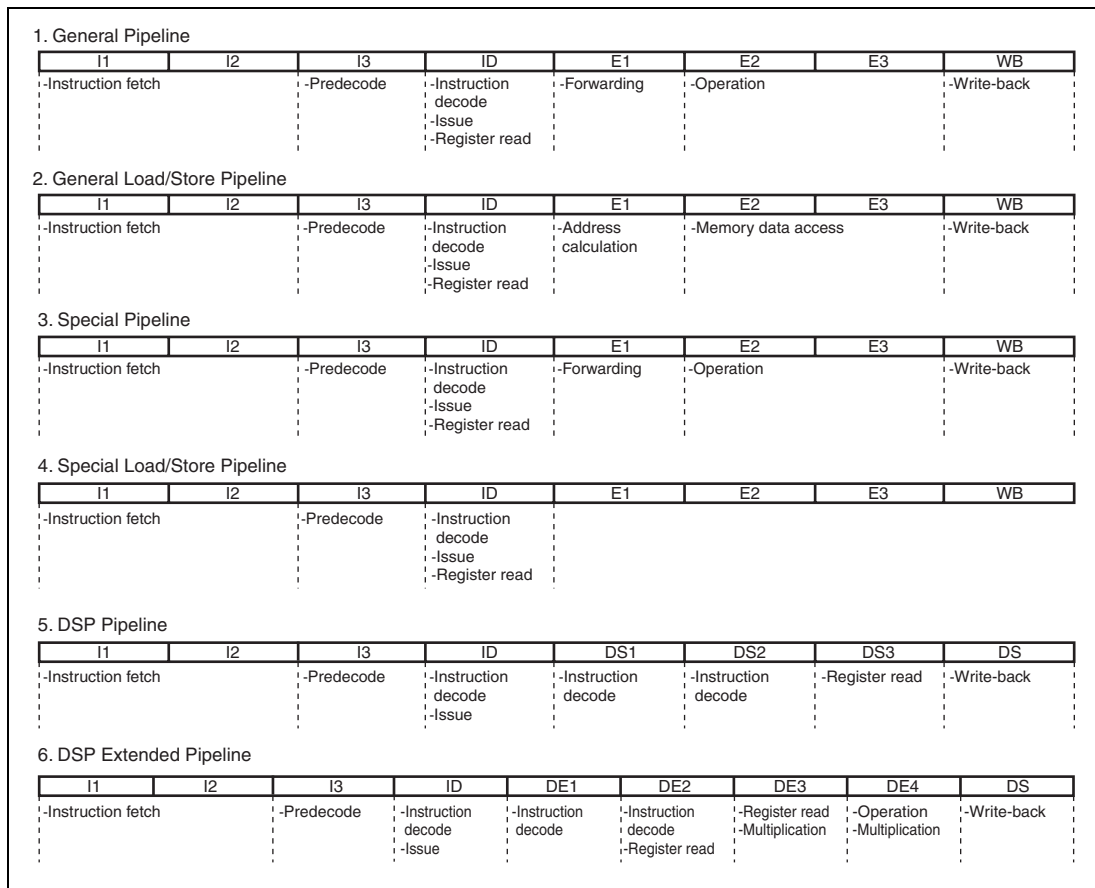 1. General Pipeline
I1 I2 I3 ID E1 E2 E3 WB
-Instruction fetch -Predecode -Instruction -Forwarding -Operation -Write-back
decode
-Issue
-Register read
2. General Load/Store Pipeline
I1 I2 I3 ID E1 E2 E3 WB
-Instruction fetch -Predecode -Instruction -Address -Memory data access -Write-back
decode calculation
-Issue
-Register read
3. Special Pipeline
I1 I2 I3 ID E1 E2 E3 WB
-Instruction fetch -Predecode -Instruction -Forwarding -Operation -Write-back
decode
-Issue
-Register read
4. Special Load/Store Pipeline
I1 I2 I3 ID E1 E2 E3 WB
-Instruction fetch -Predecode -Instruction
decode
-Issue
-Register read
5. DSP Pipeline
I1 I2 I3 ID DS1 DS2 DS3 DS
-Instruction fetch -Predecode -Instruction -Instruction -Instruction -Register read -Write-back
decode decode decode
-Issue
6. DSP Extended Pipeline
I1 I2 I3 ID DE1 DE2 DE3 DE4 DS
-Instruction fetch -Predecode -Instruction -Instruction -Instruction -Register read -Operation -Write-back
decode decode decode -Multiplication -Multiplication
-Issue -Register read